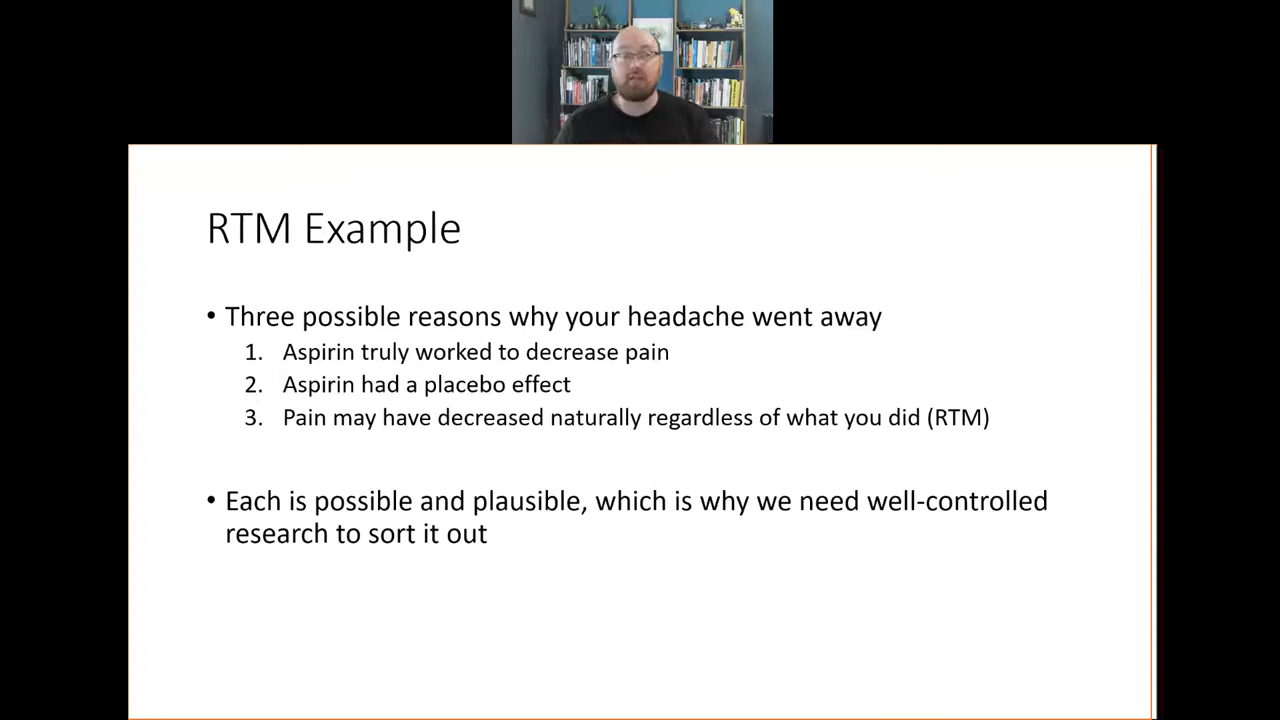 RTM Example
• Three possible reasons why your headache went away
1. Aspirin truly worked to decrease pain
2. Aspirin had a placebo effect
3. Pain may have decreased naturally regardless of what you did (RTM)
• Each is possible and plausible, which is why we need well-controlled
research to sort it out